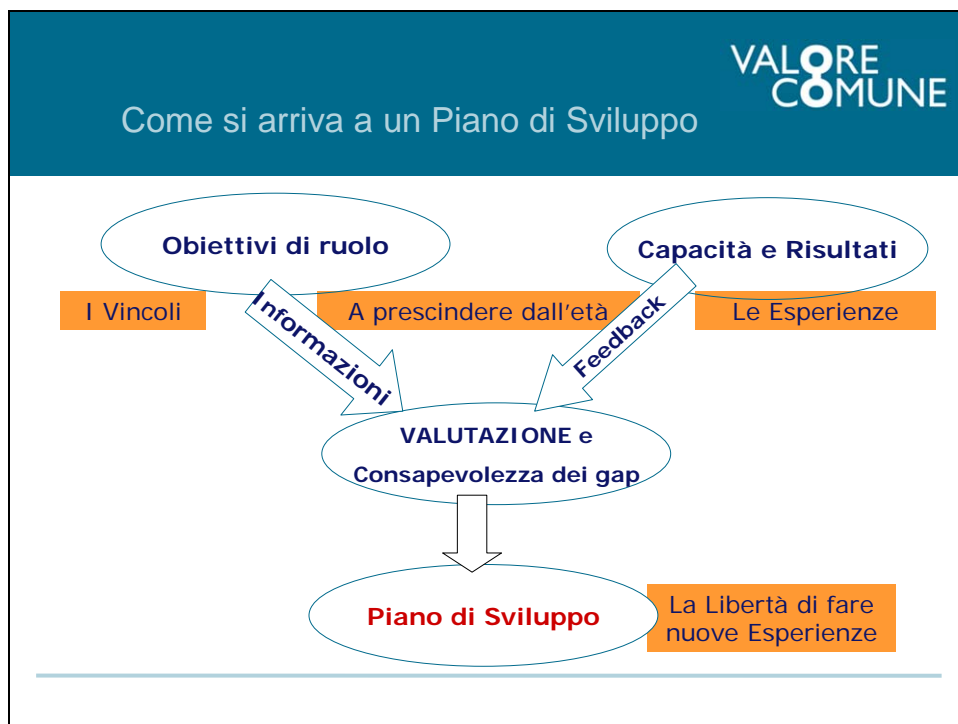 VALORE
COMUNE
Come si arriva a un Piano di Sviluppo
Obiettivi di ruolo
Capacità e Risultati
I Vincoli
Informazioni
A prescindere dall'età
Feedback
Le Esperienze
VALUTAZIONE e
Consapevolezza dei gap
Piano di Sviluppo
La Libertà di fare
nuove Esperienze